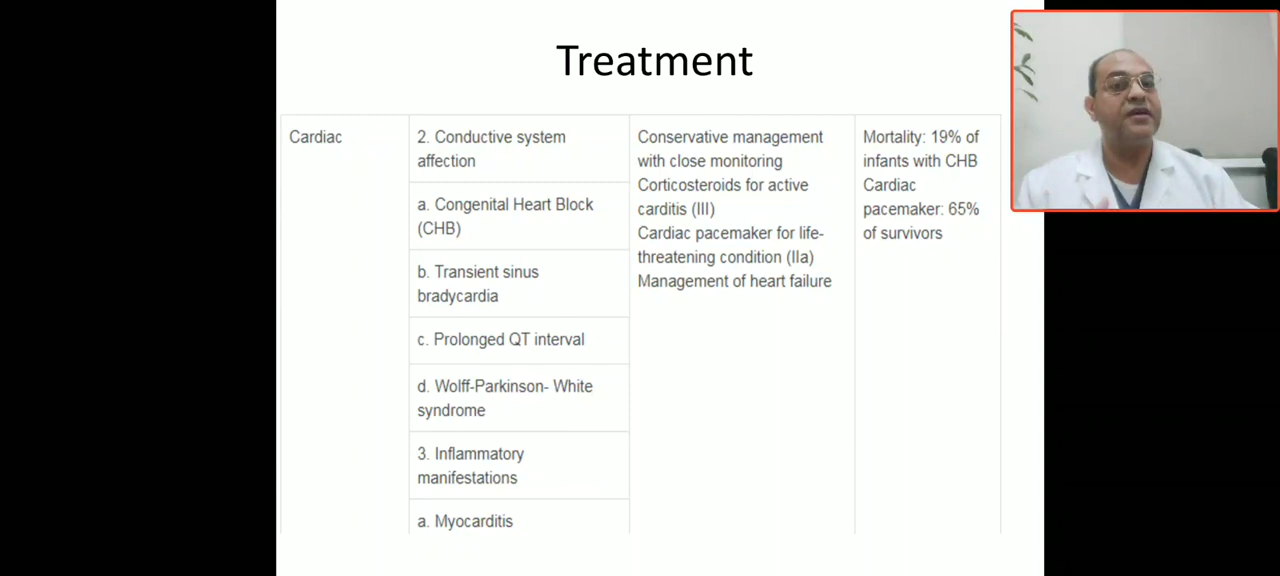 Treatment
Cardiac
2. Conductive system
affection
a. Congenital Heart Block
(CHB)
b. Transient sinus
bradycardia
c. Prolonged QT interval
d. Wolff-Parkinson- White
syndrome
3. Inflammatory
manifestations
a. Myocarditis
Conservative management
with close monitoring
Corticosteroids for active
carditis (III)
Cardiac pacemaker for life-
threatening condition (IIa)
Management of heart failure
Mortality: 19% of
infants with CHB
Cardiac
pacemaker: 65%
of survivors